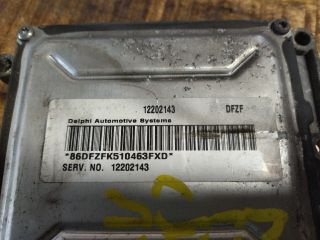 12202143 DFZF
Delphi Automotive Systems
*86DFZFK510463FXD*
SERV. NO. 12202143